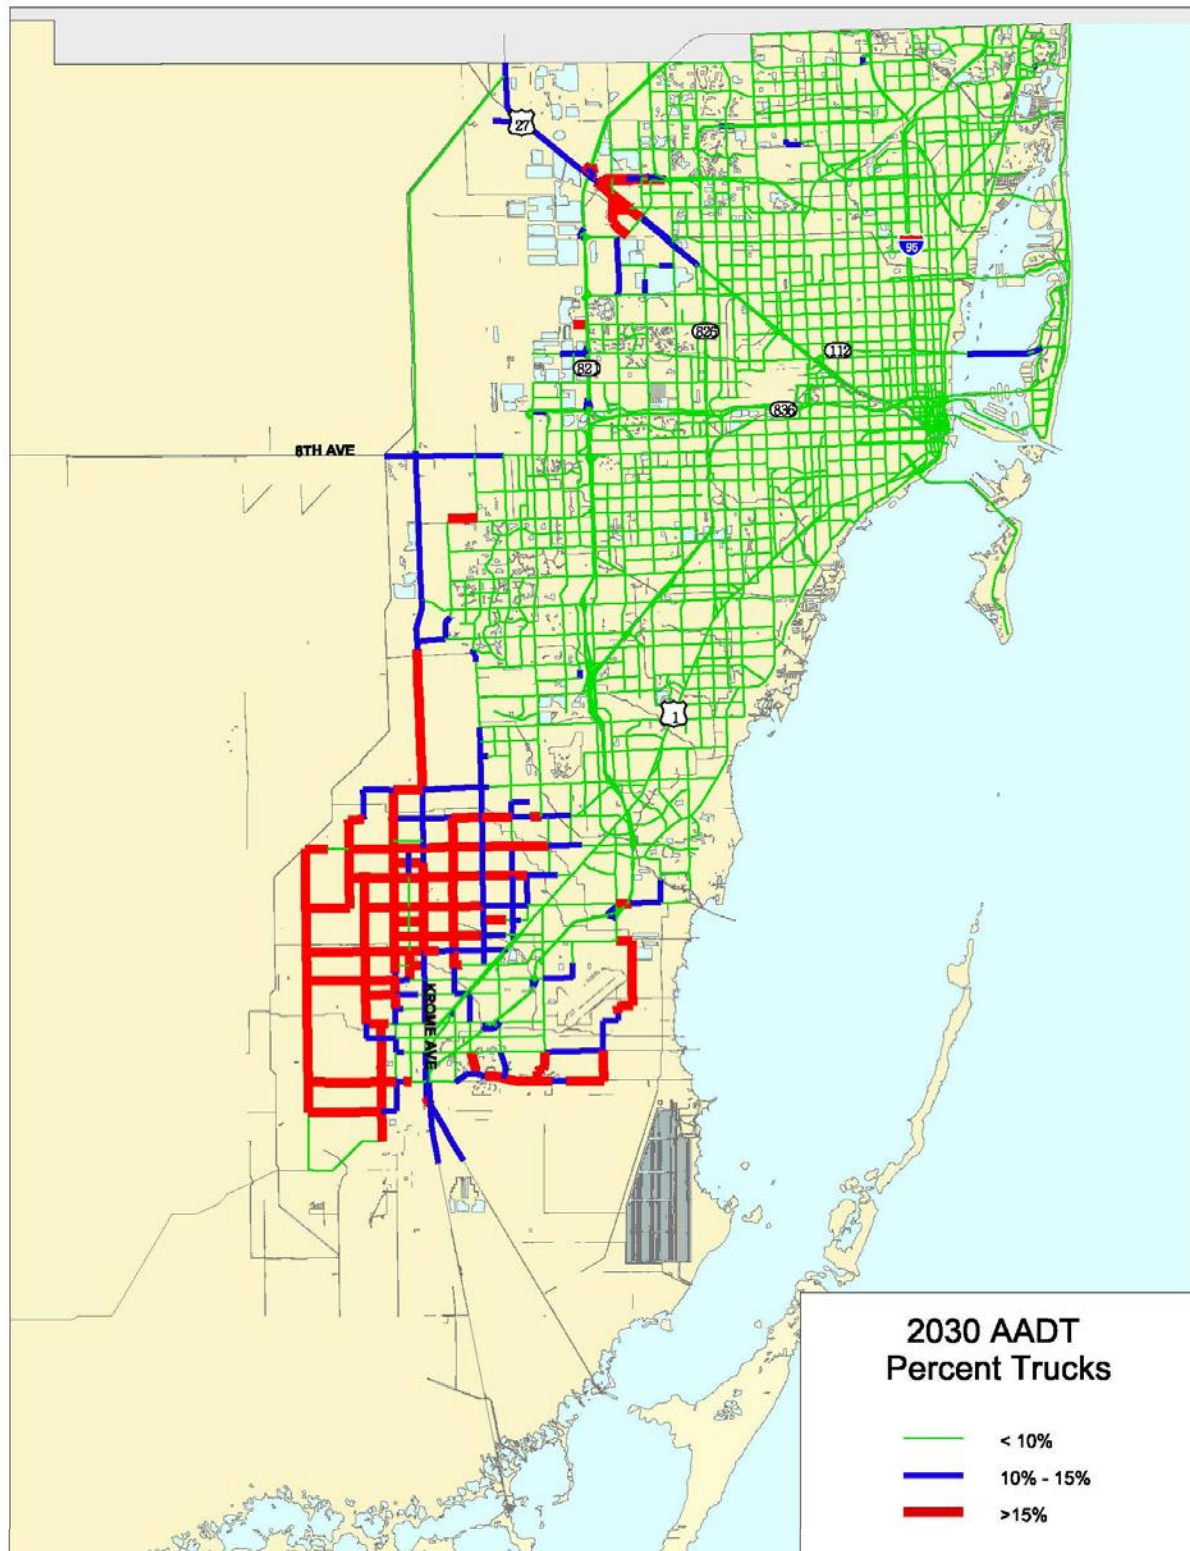 27
95
826
112
821
836
8TH AVE
1
KROME AVE
2030 AADT
Percent Trucks
< 10%
10% - 15%
>15%